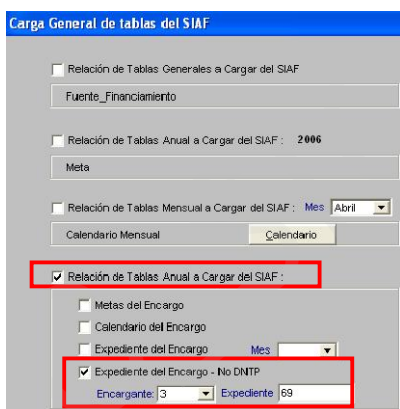 Carga General de tablas del SIAF
Relación de Tablas Generales a Cargar del SIAF
Fuente_Financiamiento
Relación de Tablas Anual a Cargar del SIAF : 2006
Meta
Relación de Tablas Mensual a Cargar del SIAF : Mes Abril
Calendario Mensual Calendario
Relación de Tablas Anual a Cargar del SIAF :
Metas del Encargo
Calendario del Encargo
Expediente del Encargo Mes
Expediente del Encargo - No DNTP
Encargante: 3 Expediente 69